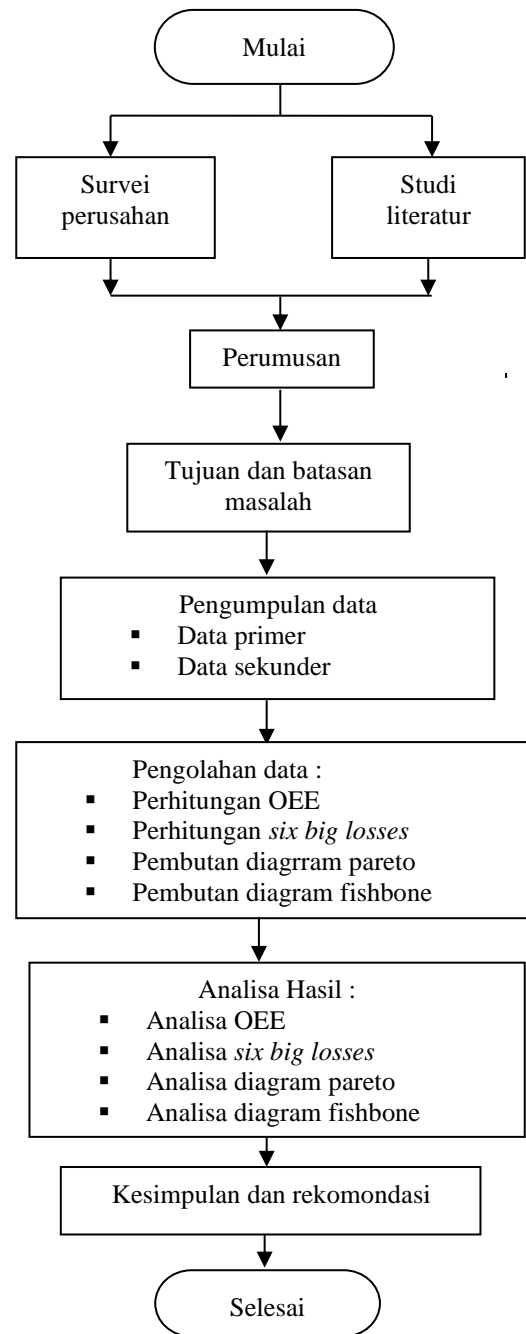 Mulai
Survei
perusahan
Studi
literatur
Perumusan
Tujuan dan batasan
masalah
Pengumpulan data
▪ Data primer
▪ Data sekunder
Pengolahan data :
▪ Perhitungan OEE
▪ Perhitungan six big losses
▪ Pembutan diagrram pareto
▪ Pembutan diagram fishbone
Analisa Hasil :
▪ Analisa OEE
▪ Analisa six big losses
▪ Analisa diagram pareto
▪ Analisa diagram fishbone
Kesimpulan dan rekomondasi
Selesai